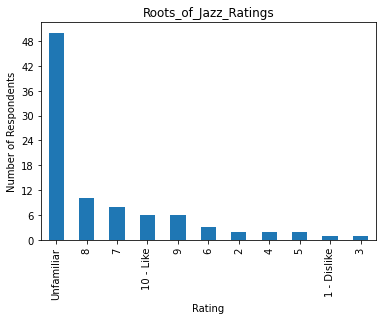 Roots_of_Jazz_Ratings
Number of Respondents
48
42
36
30
24
18
12
6
0
Unfamiliar
8
7
10 - Like
9
6
2
4
5
1 - Dislike
3
Rating